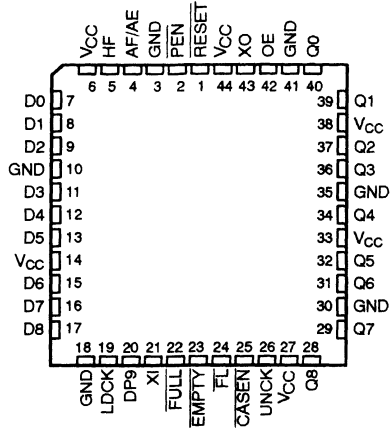 VCC HF AF/AE GND PEN RESET VCC XO OE GND Q0
6 5 4 3 2 1 44 43 42 41 40
D0 7 39 Q1
D1 8 38 VCC
D2 9 37 Q2
GND 10 36 Q3
D3 11 35 GND
D4 12 34 Q4
D5 13 33 VCC
VCC 14 32 Q5
D6 15 31 Q6
D7 16 30 GND
D8 17 29 Q7
18 19 20 21 22 23 24 25 26 27 28
GND LDCK DP9 XI FULL EMPTY FL CASEN UNCK VCC Q8